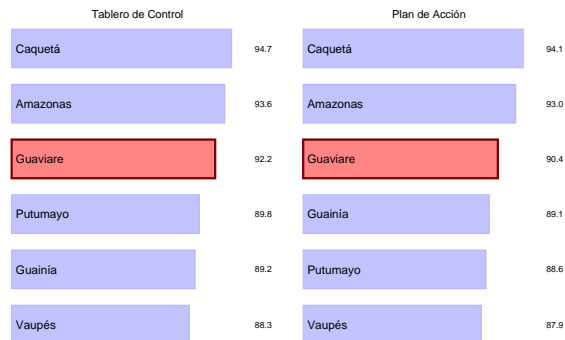 Tablero de Control
Caquetá 94.7
Amazonas 93.6
Guaviare 92.2
Putumayo 89.8
Guainía 89.2
Vaupés 88.3
Plan de Acción
Caquetá 94.1
Amazonas 93.0
Guaviare 90.4
Guainía 89.1
Putumayo 88.6
Vaupés 87.9